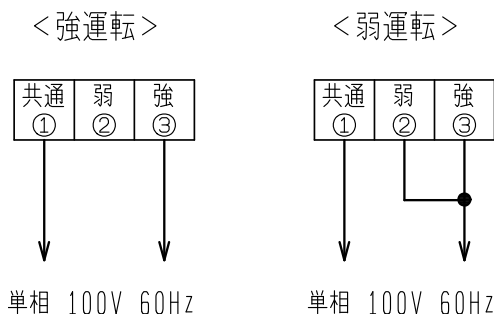 ＜強運転＞ ＜弱運転＞
共通 弱 強 共通 弱 強
① ② ③ ① ② ③
単相 100V 60Hz 単相 100V 60Hz